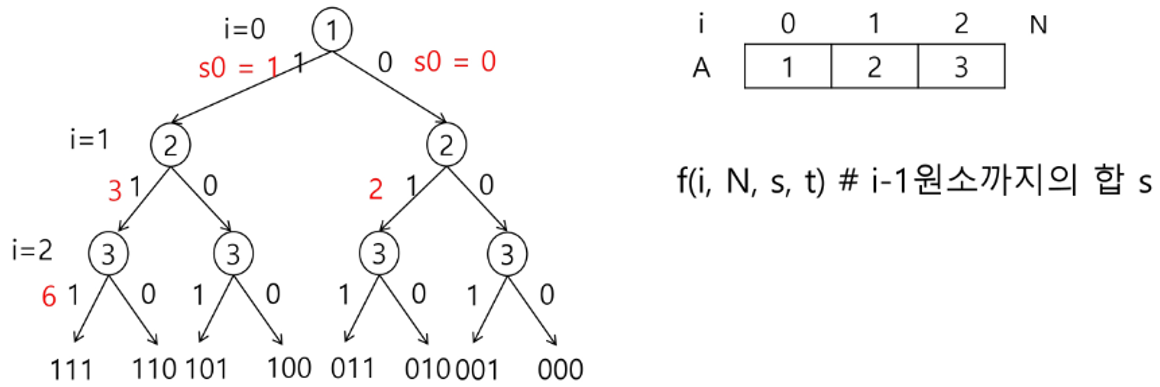 i=0 1
s0 = 1 1 0 s0 = 0
i=1 2 2
3 1 0 2 1 0
i=2 3 3 3 3
6 1 0 1 0 1 0 1 0
111 110 101 100 011 010 001 000
i 0 1 2 N
A 1 2 3
f(i, N, s, t) # i-1원소까지의 합 s